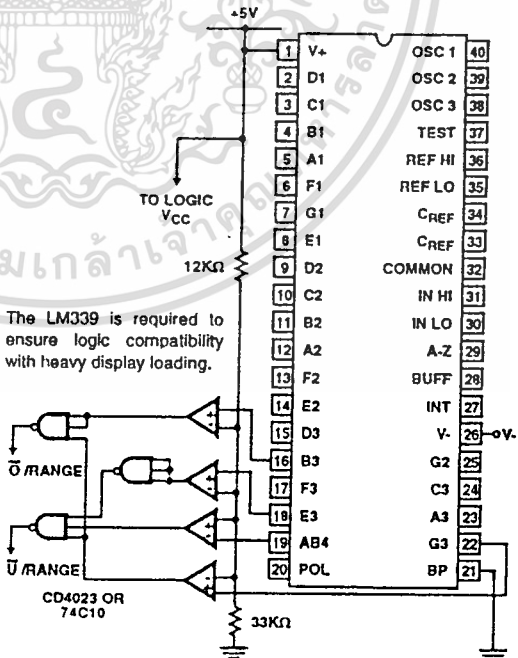 +5V
1 V+ OSC 1 40
2 D1 OSC 2 39
3 C1 OSC 3 38
4 B1 TEST 37
5 A1 REF HI 36
6 F1 REF LO 35
7 G1 CREF 34
8 E1 CREF 33
9 D2 COMMON 32
10 C2 IN HI 31
11 B2 IN LO 30
12 A2 A-Z 29
13 F2 BUFF 28
14 E2 INT 27
15 D3 V- 26 V-
16 B3 G2 25
17 F3 C3 24
18 E3 A3 23
19 AB4 G3 22
20 POL BP 21
TO LOGIC
VCC
12KΩ
The LM339 is required to
ensure logic compatibility
with heavy display loading.
O̅ /RANGE
U̅ /RANGE
CD4023 OR
74C10
33KΩ